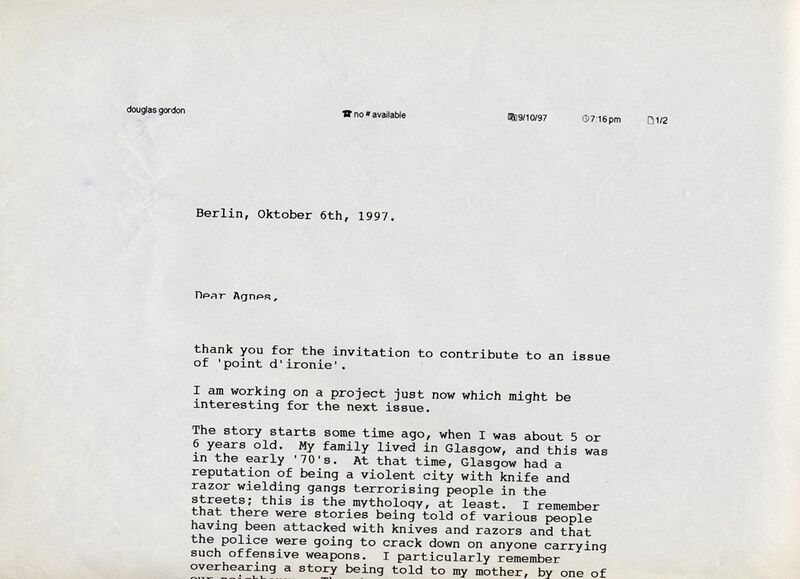 douglas gordon ☎ no # available 9/10/97 7:16 pm 1/2
Berlin, Oktober 6th, 1997.
Dear Agnes,
thank you for the invitation to contribute to an issue
of 'point d'ironie'.
I am working on a project just now which might be
interesting for the next issue.
The story starts some time ago, when I was about 5 or
6 years old. My family lived in Glasgow, and this was
in the early '70's. At that time, Glasgow had a
reputation of being a violent city with knife and
razor wielding gangs terrorising people in the
streets; this is the mythology, at least. I remember
that there were stories being told of various people
having been attacked with knives and razors and that
the police were going to crack down on anyone carrying
such offensive weapons. I particularly remember
overhearing a story being told to my mother, by one of